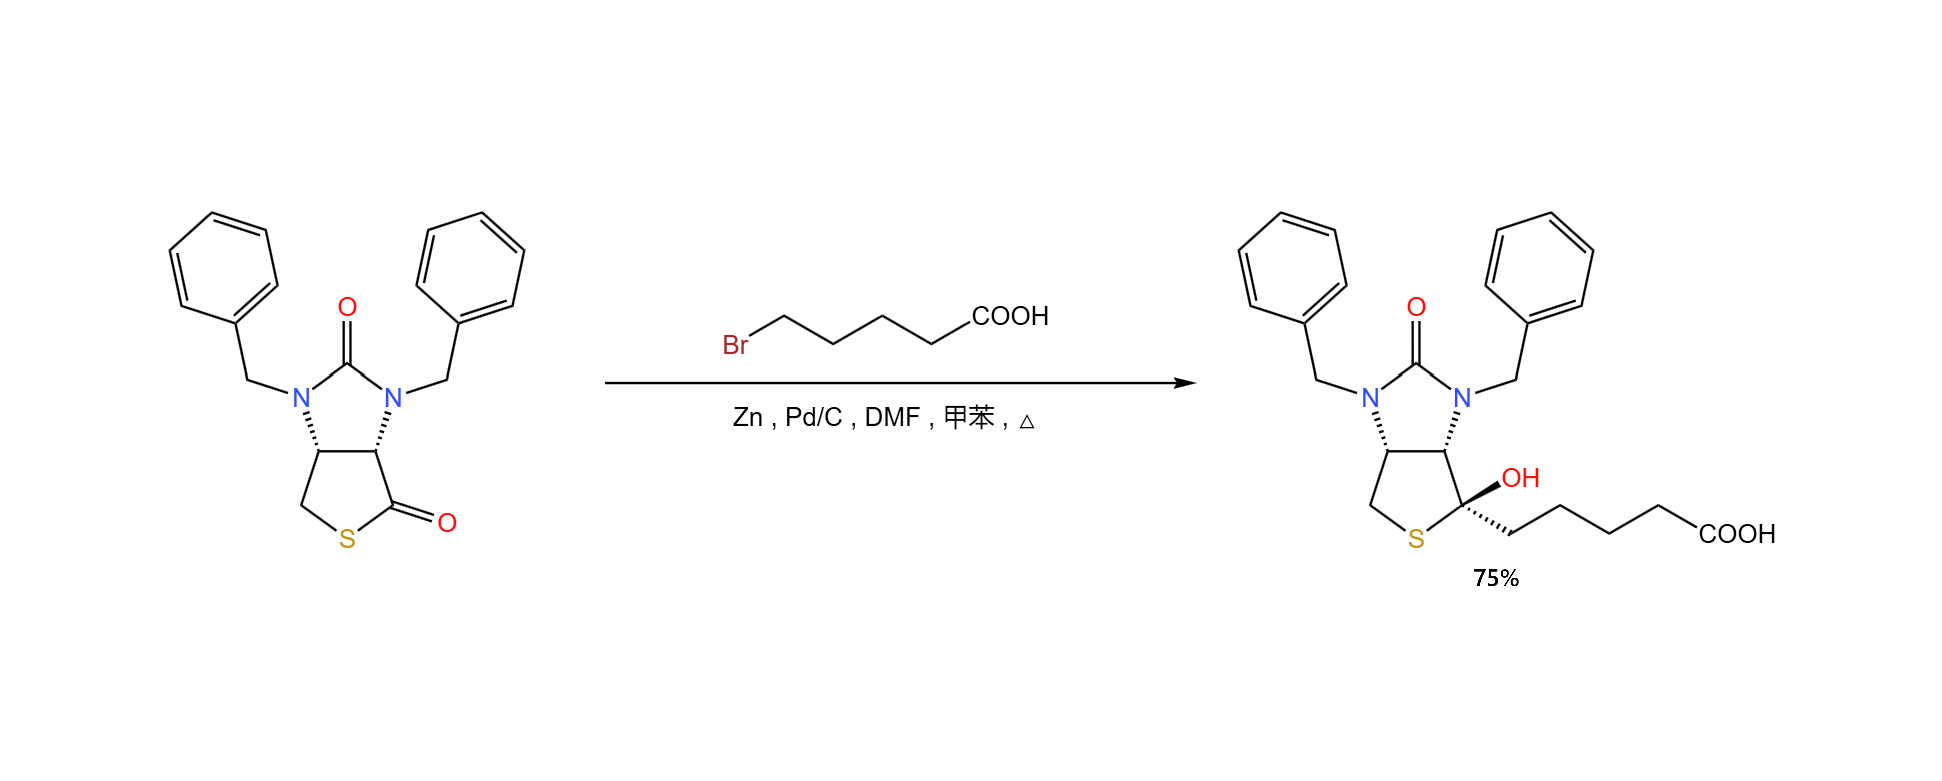 O
N
N
S
O
Br
COOH
Zn , Pd/C , DMF , 甲苯 , △
O
N
N
OH
S
COOH
75%